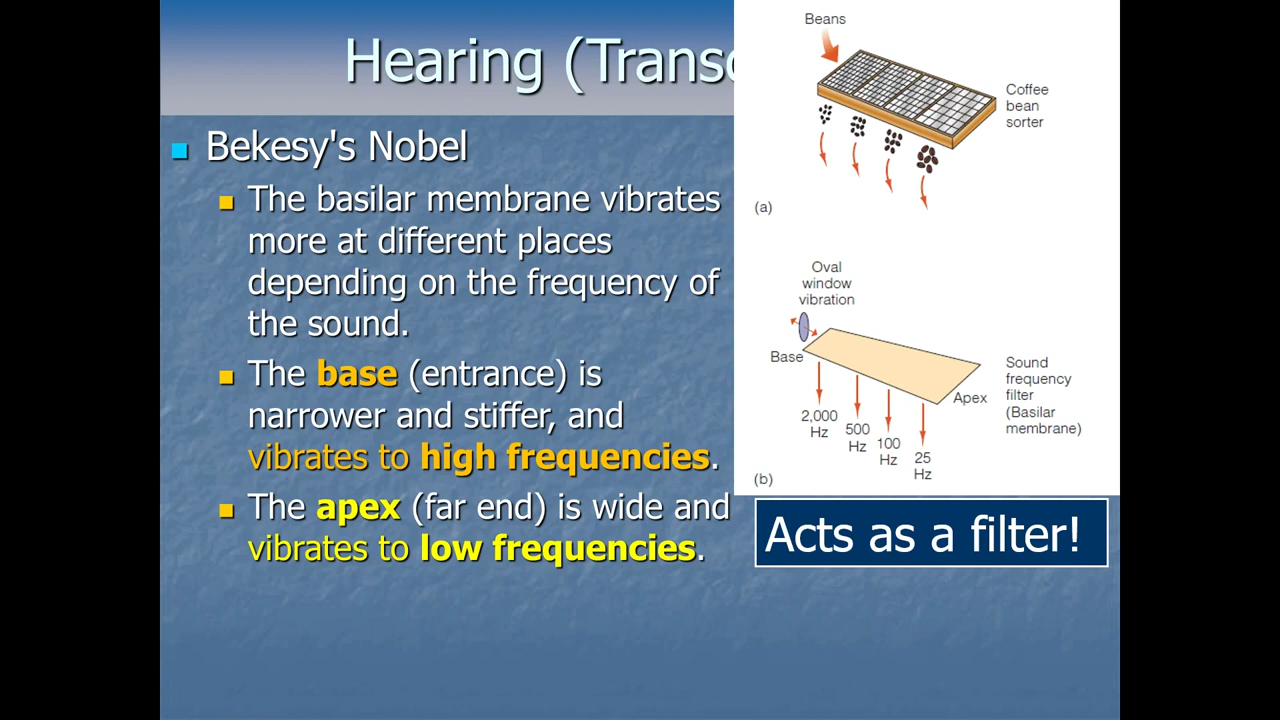 Hearing (Transc
Bekesy's Nobel
The basilar membrane vibrates
more at different places
depending on the frequency of
the sound.
The base (entrance) is
narrower and stiffer, and
vibrates to high frequencies.
The apex (far end) is wide and
vibrates to low frequencies.
Beans
Coffee
bean
sorter
(a)
Oval
window
vibration
Base
Apex
Sound
frequency
filter
(Basilar
membrane)
2,000
Hz
500
Hz
100
Hz
25
Hz
(b)
Acts as a filter!